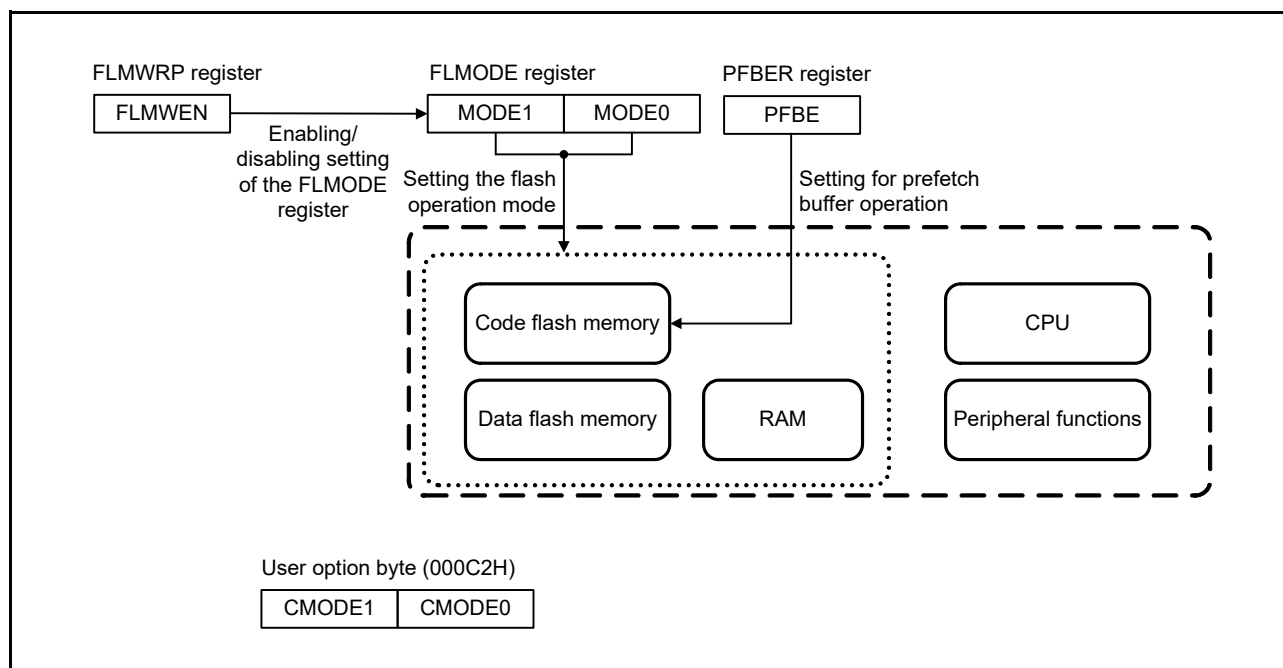 FLMWRP register
FLMWEN
Enabling/
disabling setting
of the FLMODE
register
FLMODE register
MODE1 MODE0
Setting the flash
operation mode
PFBER register
PFBE
Setting for prefetch
buffer operation
Code flash memory
CPU
Data flash memory
RAM
Peripheral functions
User option byte (000C2H)
CMODE1 CMODE0